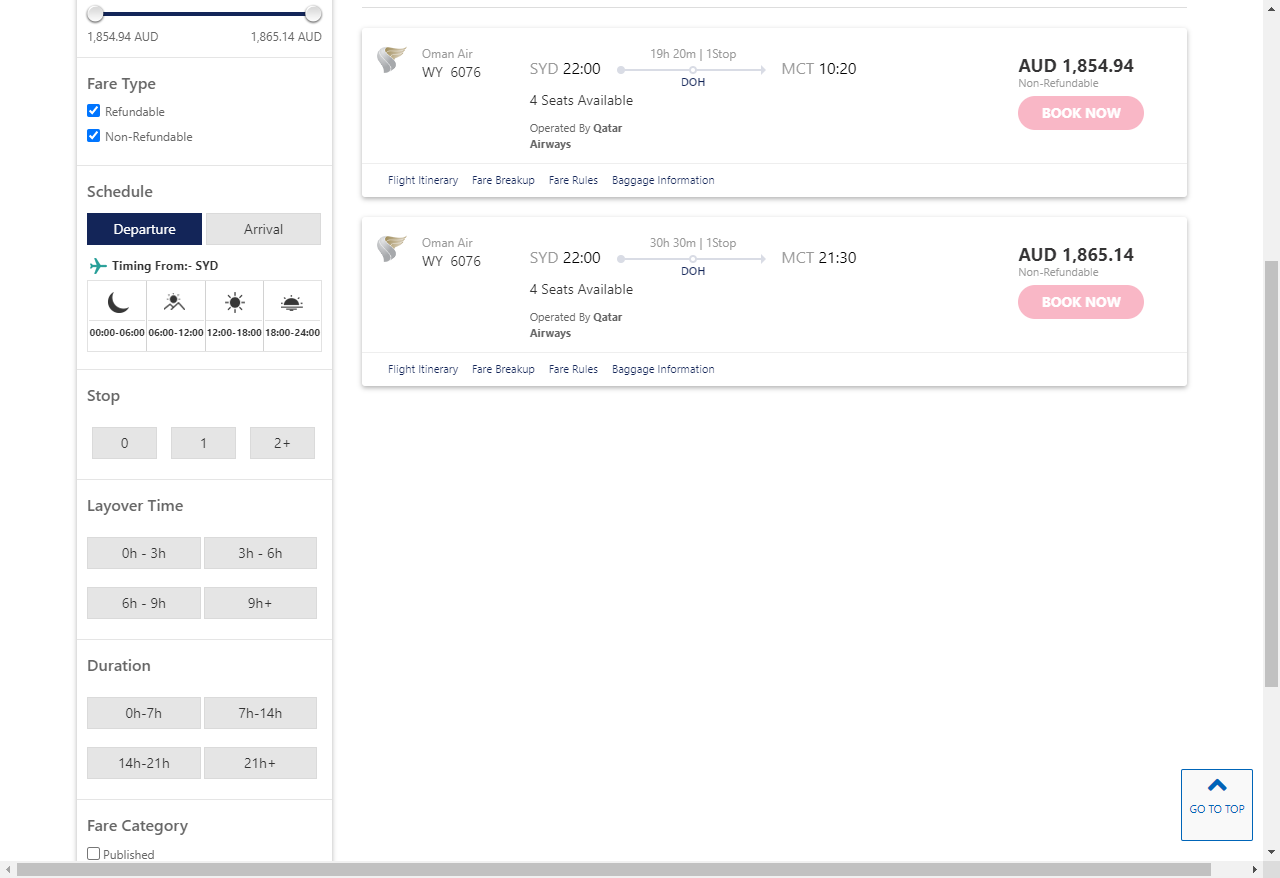 1,854.94 AUD 1,865.14 AUD
Fare Type
Refundable
Non-Refundable
Schedule
Departure Arrival
Timing From:- SYD
00:00-06:00 06:00-12:00 12:00-18:00 18:00-24:00
Stop
0 1 2+
Layover Time
0h - 3h 3h - 6h
6h - 9h 9h+
Duration
0h-7h 7h-14h
14h-21h 21h+
Fare Category
Published
Oman Air
WY 6076
SYD 22:00
19h 20m | 1Stop
DOH
MCT 10:20
4 Seats Available
Operated By Qatar
Airways
AUD 1,854.94
Non-Refundable
BOOK NOW
Flight Itinerary Fare Breakup Fare Rules Baggage Information
Oman Air
WY 6076
SYD 22:00
30h 30m | 1Stop
DOH
MCT 21:30
4 Seats Available
Operated By Qatar
Airways
AUD 1,865.14
Non-Refundable
BOOK NOW
Flight Itinerary Fare Breakup Fare Rules Baggage Information
GO TO TOP